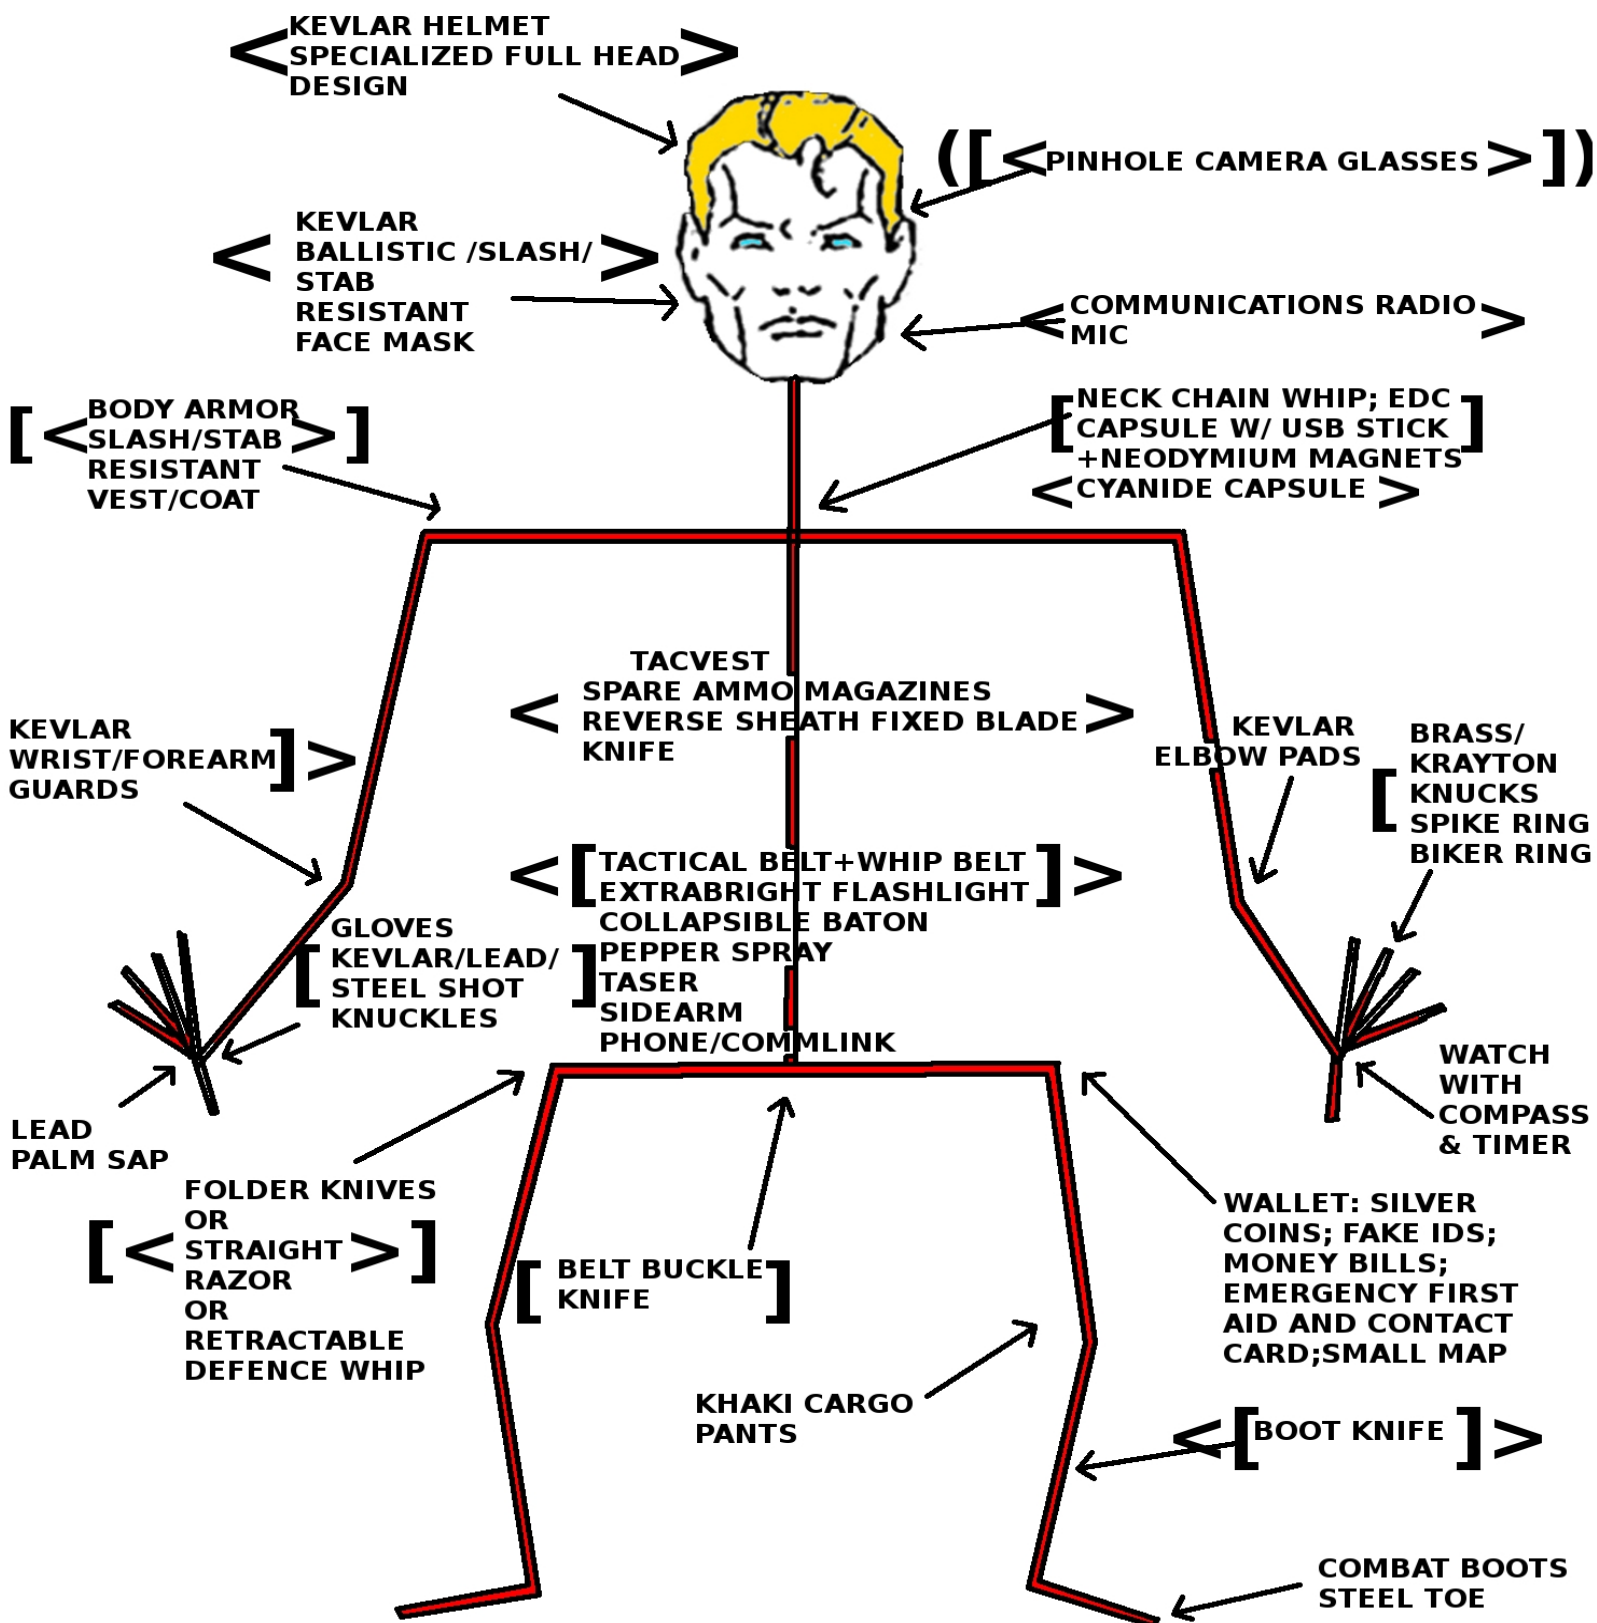 <KEVLAR HELMET
SPECIALIZED FULL HEAD>
DESIGN
([<PINHOLE CAMERA GLASSES>])
<KEVLAR
BALLISTIC /SLASH/>
STAB
RESISTANT
FACE MASK
<COMMUNICATIONS RADIO>
MIC
[<BODY ARMOR
SLASH/STAB>]
RESISTANT
VEST/COAT
[NECK CHAIN WHIP; EDC
CAPSULE W/ USB STICK]
+NEODYMIUM MAGNETS
<CYANIDE CAPSULE>
TACVEST
<SPARE AMMO MAGAZINES
REVERSE SHEATH FIXED BLADE>
KNIFE
KEVLAR
WRIST/FOREARM]>
GUARDS
KEVLAR
ELBOW PADS
BRASS/
KRAYTON
[KNUCKS
SPIKE RING
BIKER RING
<[TACTICAL BELT+WHIP BELT]>
EXTRABRIGHT FLASHLIGHT
COLLAPSIBLE BATON
PEPPER SPRAY
TASER
SIDEARM
PHONE/COMMLINK
GLOVES
[KEVLAR/LEAD/]
STEEL SHOT
KNUCKLES
LEAD
PALM SAP
WATCH
WITH
COMPASS
& TIMER
FOLDER KNIVES
OR
[<STRAIGHT>]
RAZOR
OR
RETRACTABLE
DEFENCE WHIP
[BELT BUCKLE]
KNIFE
WALLET: SILVER
COINS; FAKE IDS;
MONEY BILLS;
EMERGENCY FIRST
AID AND CONTACT
CARD;SMALL MAP
KHAKI CARGO
PANTS
<[BOOT KNIFE]>
COMBAT BOOTS
STEEL TOE